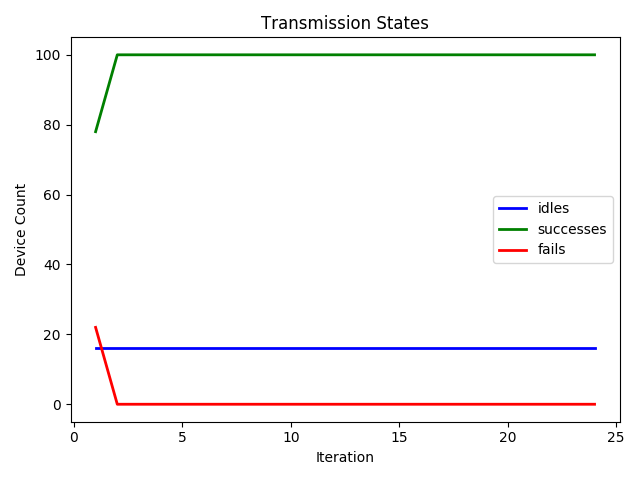 Transmission States
100
80
60
40
20
0
Device Count
idles
successes
fails
0 5 10 15 20 25
Iteration